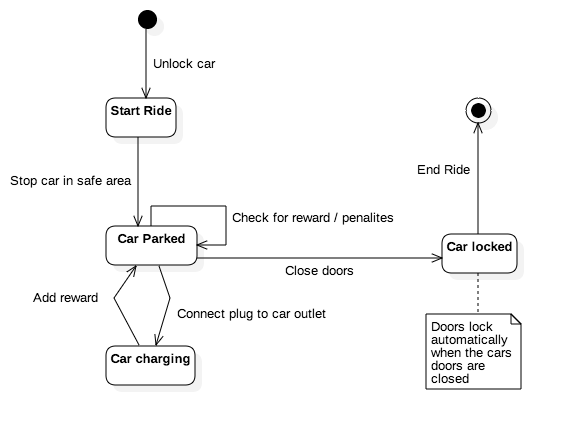 Unlock car
Start Ride
Stop car in safe area
End Ride
Check for reward / penalites
Car Parked
Car locked
Close doors
Add reward
Connect plug to car outlet
Car charging
Doors lock
automatically
when the cars
doors are
closed